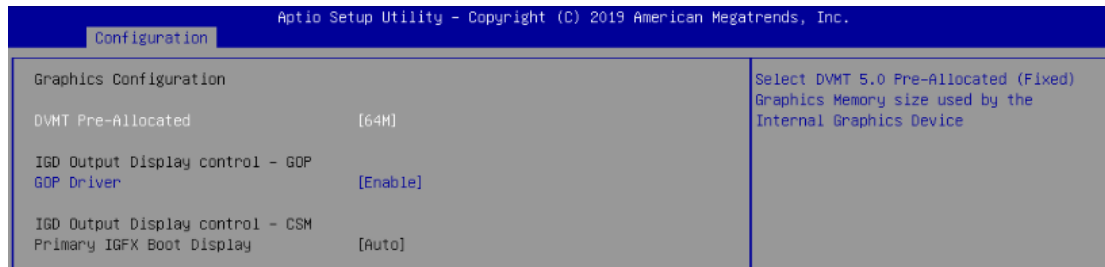 Aptio Setup Utility – Copyright (C) 2019 American Megatrends, Inc.
Configuration
Graphics Configuration
DVMT Pre-Allocated [64M]
IGD Output Display control – GOP
GOP Driver [Enable]
IGD Output Display control – CSM
Primary IGFX Boot Display [Auto]
Select DVMT 5.0 Pre-Allocated (Fixed)
Graphics Memory size used by the
Internal Graphics Device